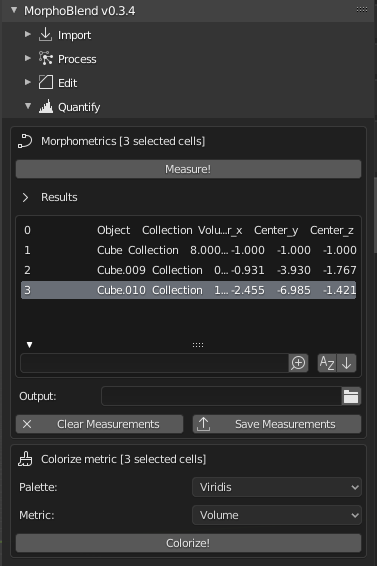 MorphoBlend v0.3.4
Import
Process
Edit
Quantify
Morphometrics [3 selected cells]
Measure!
Results
0 Object Collection Volu...r_x Center_y Center_z
1 Cube Collection 8.000...-1.000 -1.000 -1.000
2 Cube.009 Collection 0...-0.931 -3.930 -1.767
3 Cube.010 Collection 1...-2.455 -6.985 -1.421
AZ
Output:
Clear Measurements Save Measurements
Colorize metric [3 selected cells]
Palette: Viridis
Metric: Volume
Colorize!